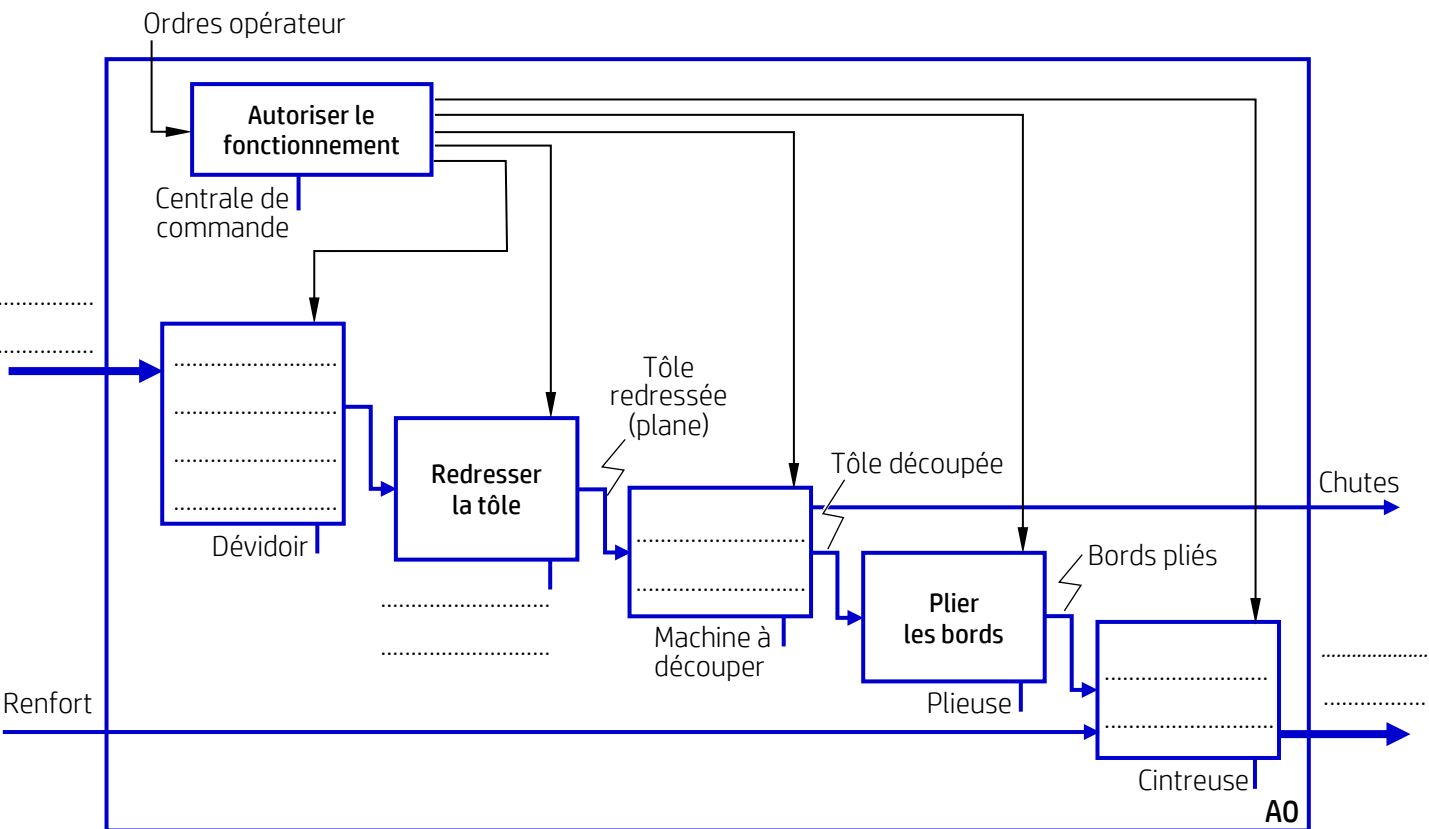 Ordres opérateur
Autoriser le
fonctionnement
Centrale de
commande
................
................
............................
............................
............................
............................
Dévidoir
Redresser
la tôle
.............................
.............................
Tôle
redressée
(plane)
.............................
.............................
Machine à
découper
Tôle découpée
Chutes
Plier
les bords
Plieuse
Bords pliés
............................
.............................
Cintreuse
..................
..................
Renfort
A0